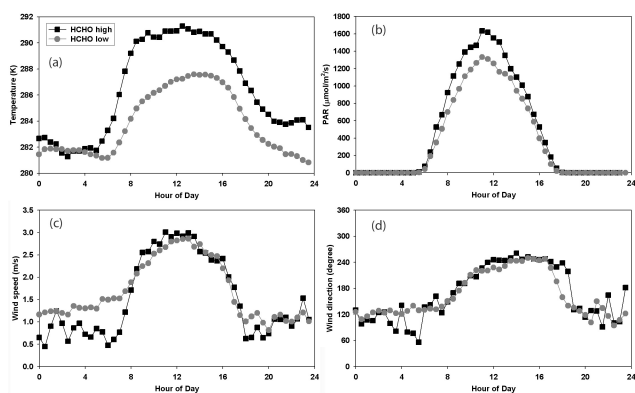 292
290
288
286
284
282
280
Temperature (K)
HCHO high
HCHO low
(a)
0 4 8 12 16 20 24
Hour of Day
1800
1600
1400
1200
1000
800
600
400
200
0
PAR (µmol/m²/s)
(b)
0 4 8 12 16 20 24
Hour of Day
3.5
3.0
2.5
2.0
1.5
1.0
0.5
0.0
Wind speed (m/s)
(c)
0 4 8 12 16 20 24
Hour of Day
360
270
180
90
0
Wind direction (degree)
(d)
0 4 8 12 16 20 24
Hour of Day